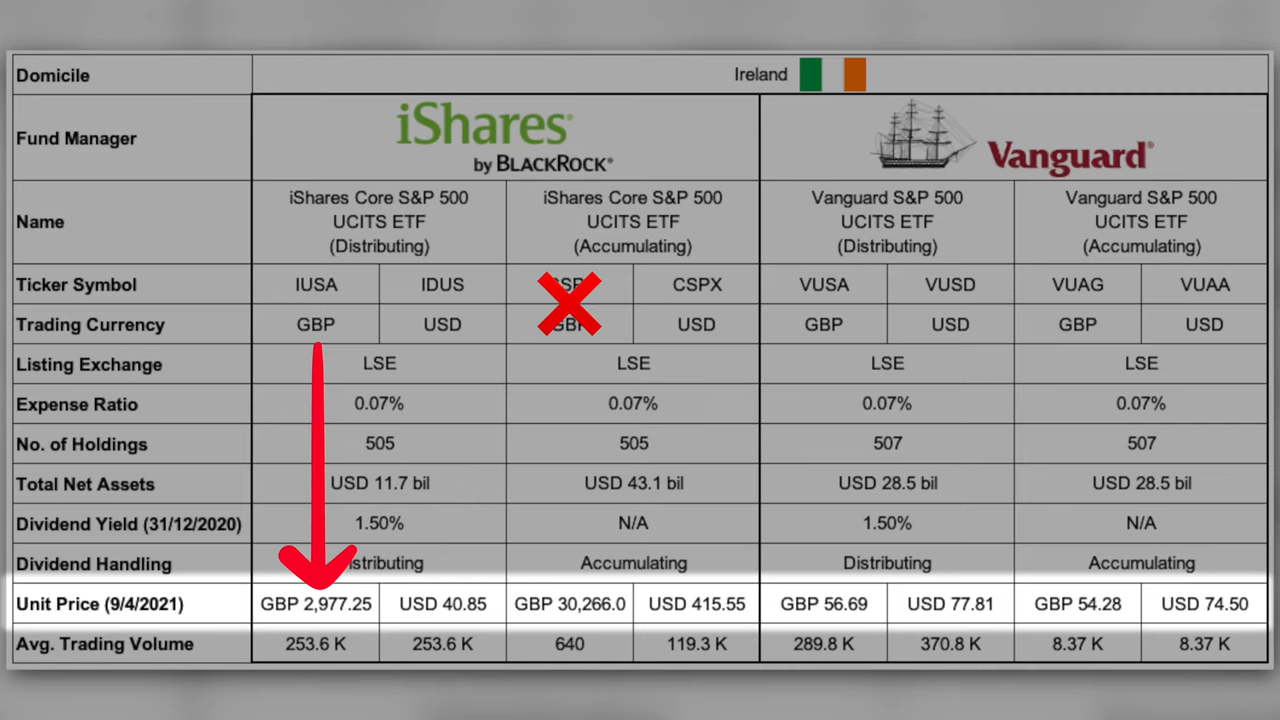 Domicile Ireland
Fund Manager iShares® by BLACKROCK® Vanguard®
Name iShares Core S&P 500 UCITS ETF (Distributing) iShares Core S&P 500 UCITS ETF (Accumulating) Vanguard S&P 500 UCITS ETF (Distributing) Vanguard S&P 500 UCITS ETF (Accumulating)
Ticker Symbol IUSA IDUS CSPX VUSA VUSD VUAG VUAA
Trading Currency GBP USD USD GBP USD GBP USD
Listing Exchange LSE LSE LSE LSE
Expense Ratio 0.07% 0.07% 0.07% 0.07%
No. of Holdings 505 505 507 507
Total Net Assets USD 11.7 bil USD 43.1 bil USD 28.5 bil USD 28.5 bil
Dividend Yield (31/12/2020) 1.50% N/A 1.50% N/A
Dividend Handling Accumulating Distributing Accumulating
Unit Price (9/4/2021) GBP 2,977.25 USD 40.85 GBP 30,266.0 USD 415.55 GBP 56.69 USD 77.81 GBP 54.28 USD 74.50
Avg. Trading Volume 253.6 K 253.6 K 640 119.3 K 289.8 K 370.8 K 8.37 K 8.37 K